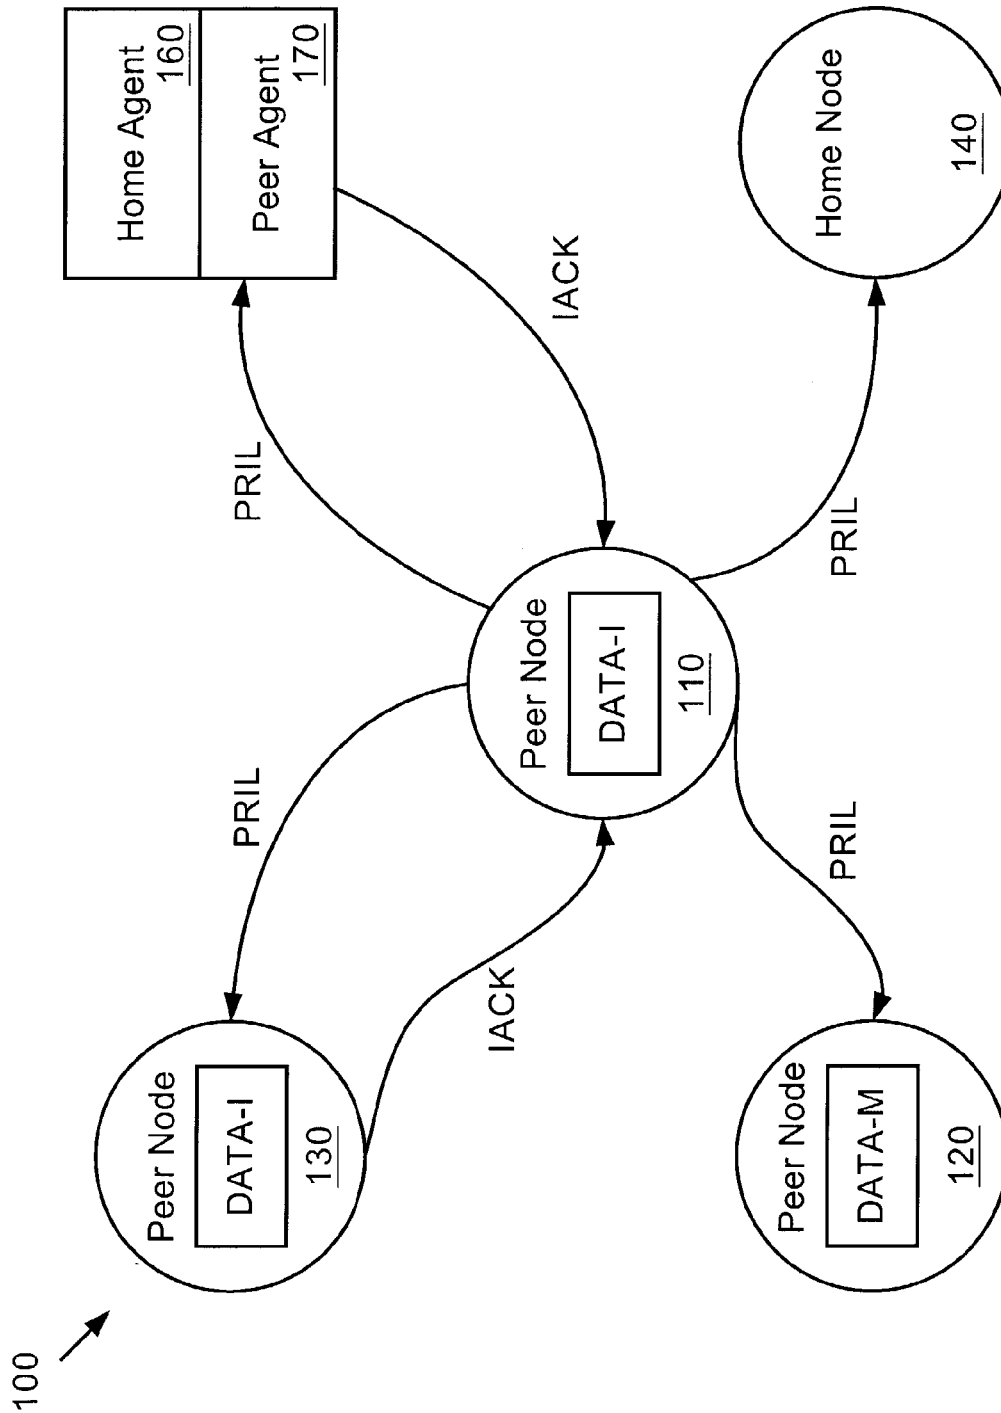 100
Peer Node
DATA-I
130
PRIL
IACK
Peer Node
DATA-M
120
PRIL
Peer Node
DATA-I
110
PRIL
IACK
PRIL
Home Agent
160
Peer Agent
170
Home Node
140